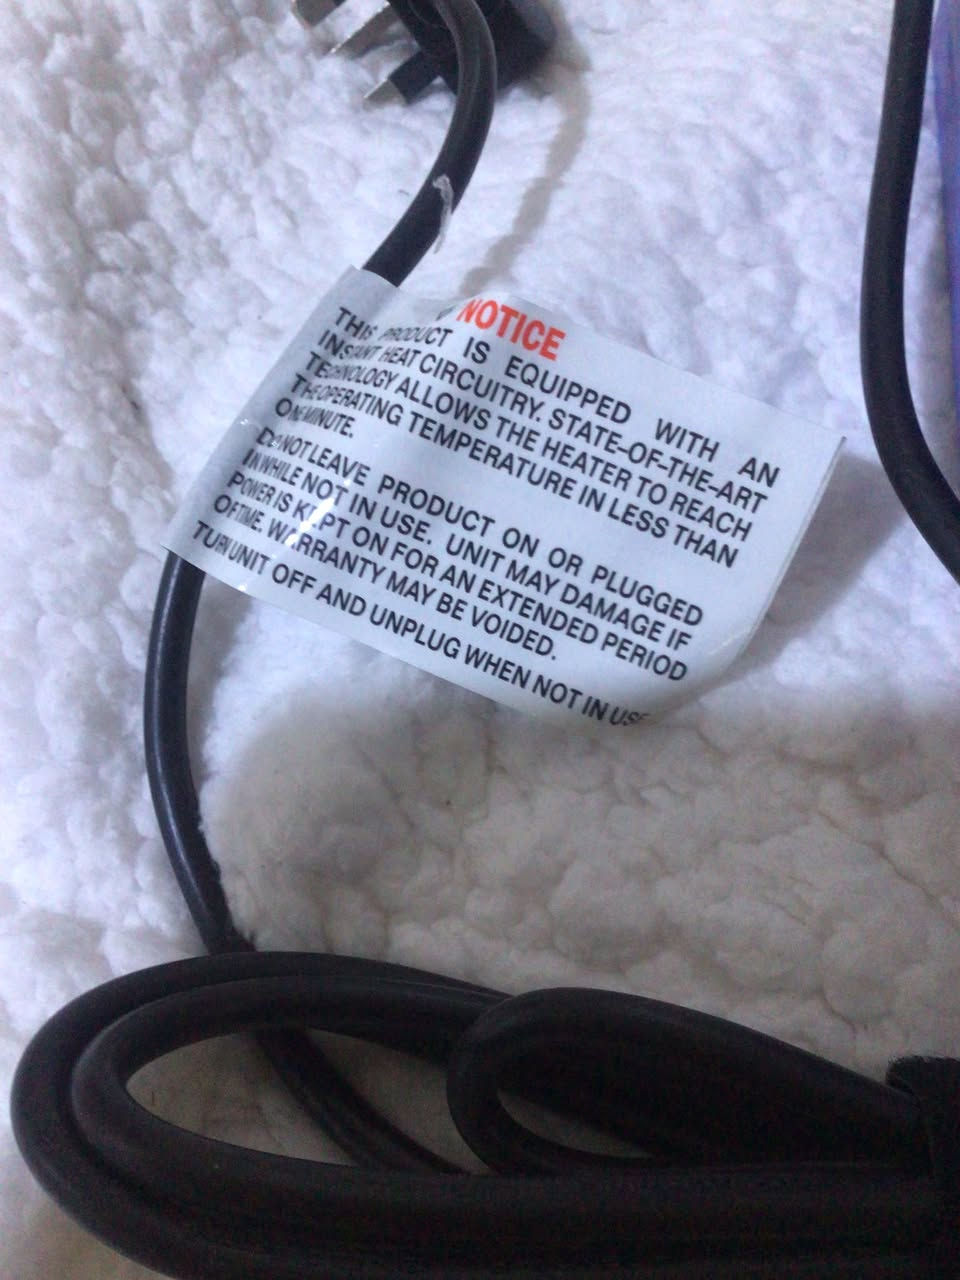 NOTICE
THIS PRODUCT IS EQUIPPED WITH AN
INSTANT HEAT CIRCUITRY. STATE-OF-THE-ART
TECHNOLOGY ALLOWS THE HEATER TO REACH
THE OPERATING TEMPERATURE IN LESS THAN
ONE MINUTE.
DO NOT LEAVE PRODUCT ON OR PLUGGED
IN WHILE NOT IN USE. UNIT MAY DAMAGE IF
POWER IS KEPT ON FOR AN EXTENDED PERIOD
OF TIME. WARRANTY MAY BE VOIDED.
TURN UNIT OFF AND UNPLUG WHEN NOT IN USE